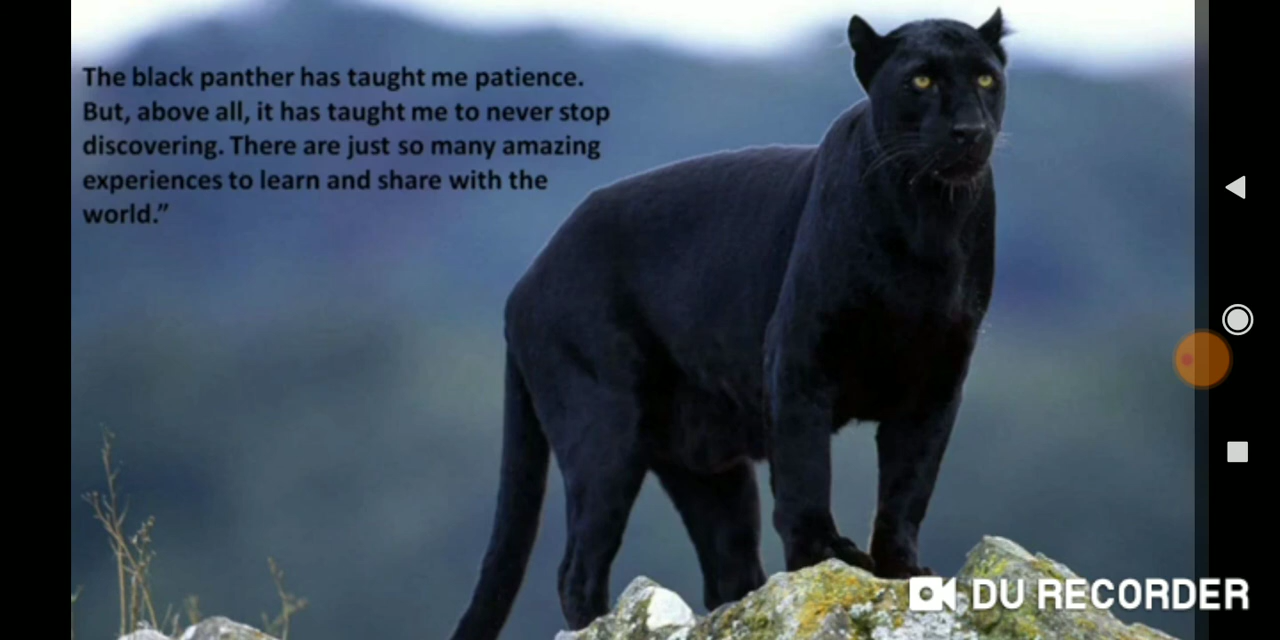 The black panther has taught me patience.
But, above all, it has taught me to never stop
discovering. There are just so many amazing
experiences to learn and share with the
world.”
DU RECORDER